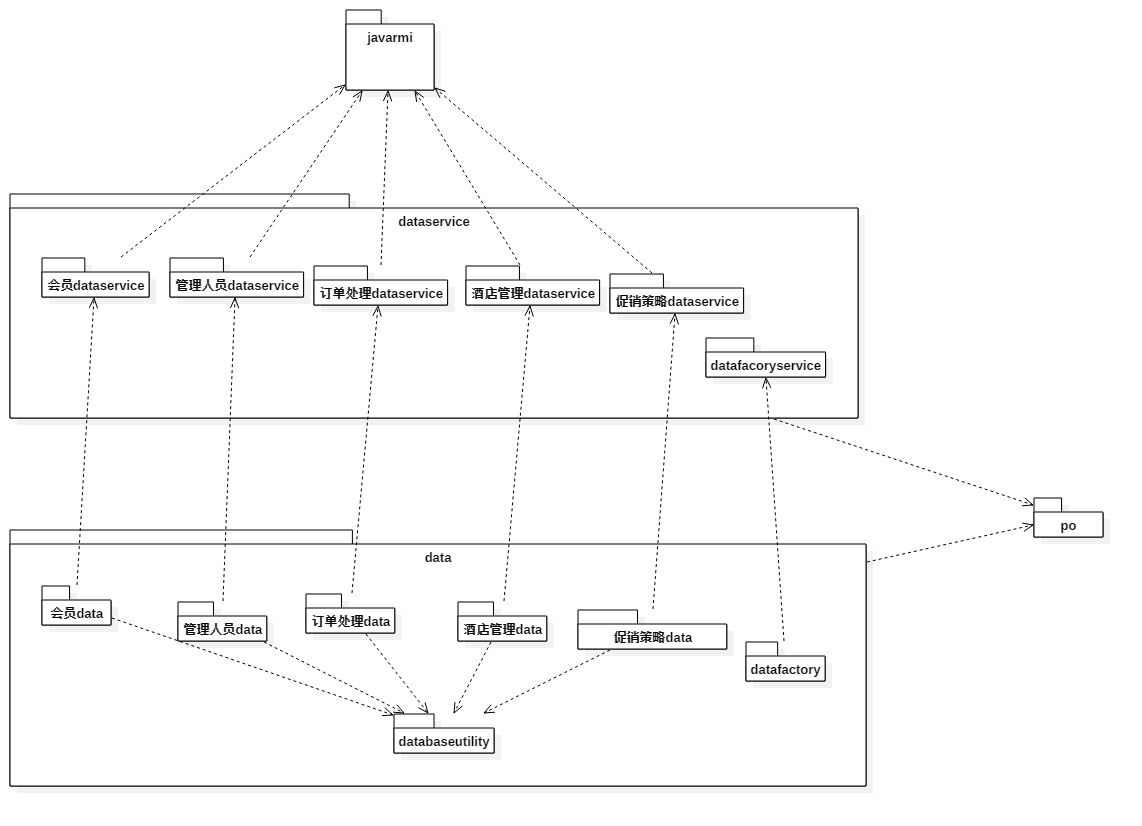 javarmi
dataservice
会员dataservice
管理人员dataservice
订单处理dataservice
酒店管理dataservice
促销策略dataservice
datafacoryservice
po
data
会员data
管理人员data
订单处理data
酒店管理data
促销策略data
datafactory
databaseutility